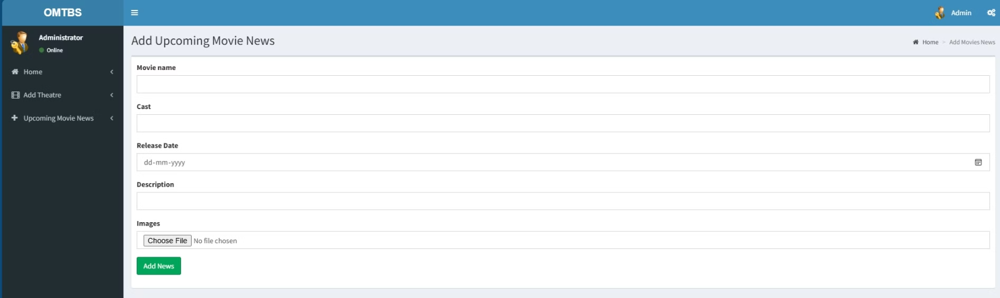 OMTBS
Admin
Administrator
Online
Home
Add Theatre
Upcoming Movie News
Add Upcoming Movie News
Home > Add Movies News
Movie name
Cast
Release Date
dd-mm-yyyy
Description
Images
Choose File No file chosen
Add News